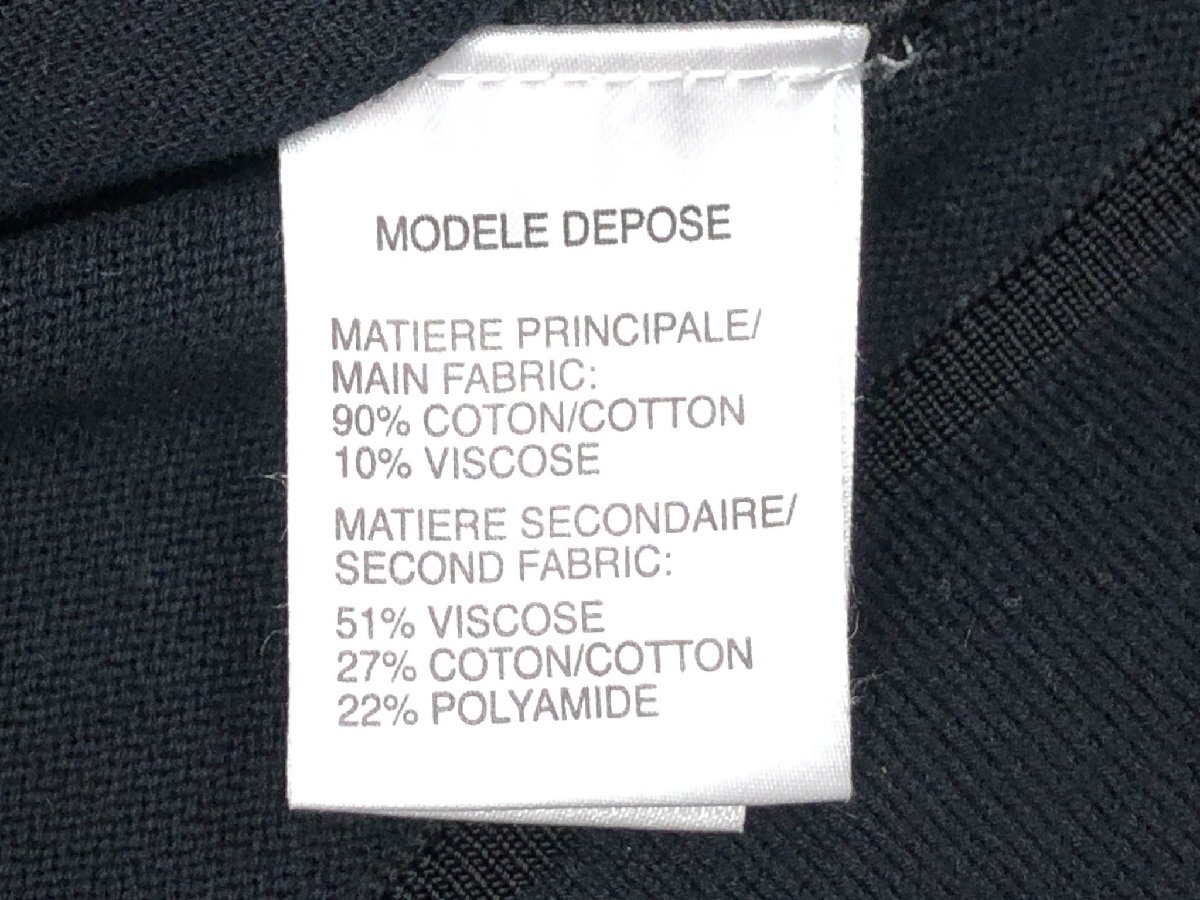 MODELE DEPOSE
MATIERE PRINCIPALE/
MAIN FABRIC:
90% COTON/COTTON
10% VISCOSE
MATIERE SECONDAIRE/
SECOND FABRIC:
51% VISCOSE
27% COTON/COTTON
22% POLYAMIDE